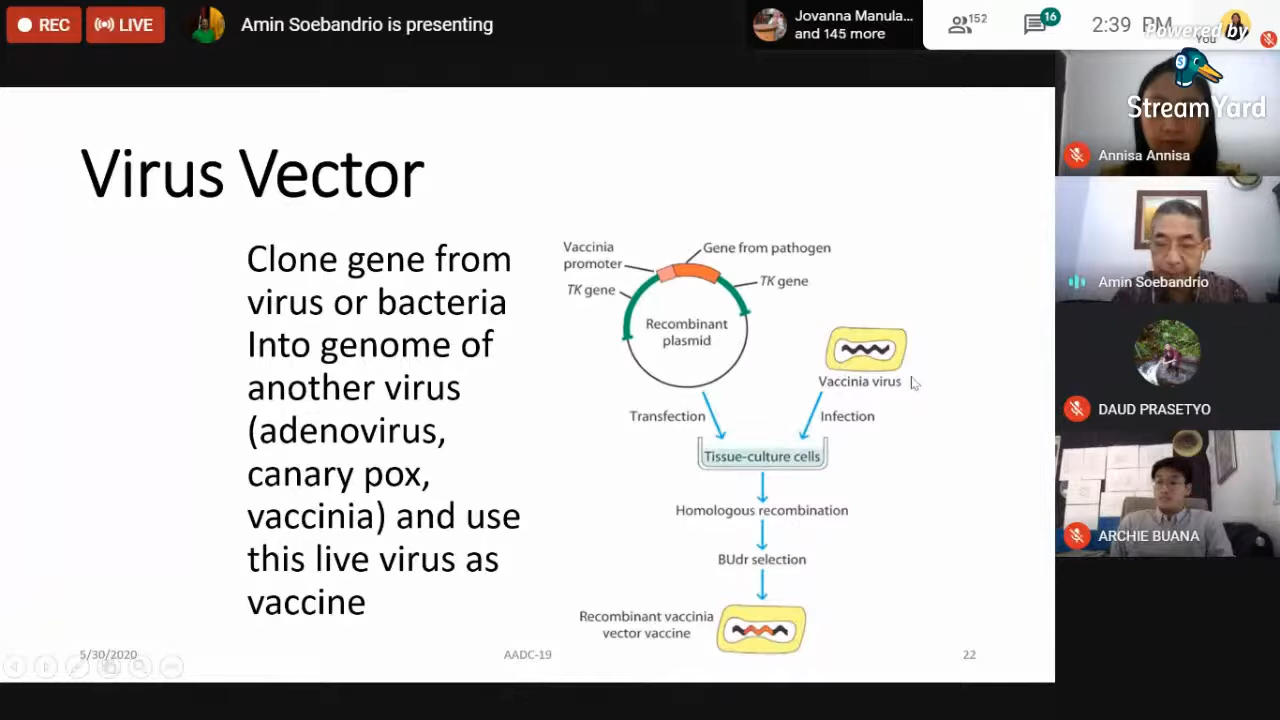 REC
LIVE
Amin Soebandrio is presenting
Jovanna Manula...
and 145 more
152
16
2:39 PM
You
Powered by
StreamYard
Annisa Annisa
Amin Soebandrio
DAUD PRASETYO
ARCHIE BUANA
Virus Vector
Clone gene from
virus or bacteria
Into genome of
another virus
(adenovirus,
canary pox,
vaccinia) and use
this live virus as
vaccine
Vaccinia
promoter
Gene from pathogen
TK gene
TK gene
Recombinant
plasmid
Vaccinia virus
Transfection
Infection
Tissue-culture cells
Homologous recombination
BUdr selection
Recombinant vaccinia
vector vaccine
5/30/2020
AADC-19
22